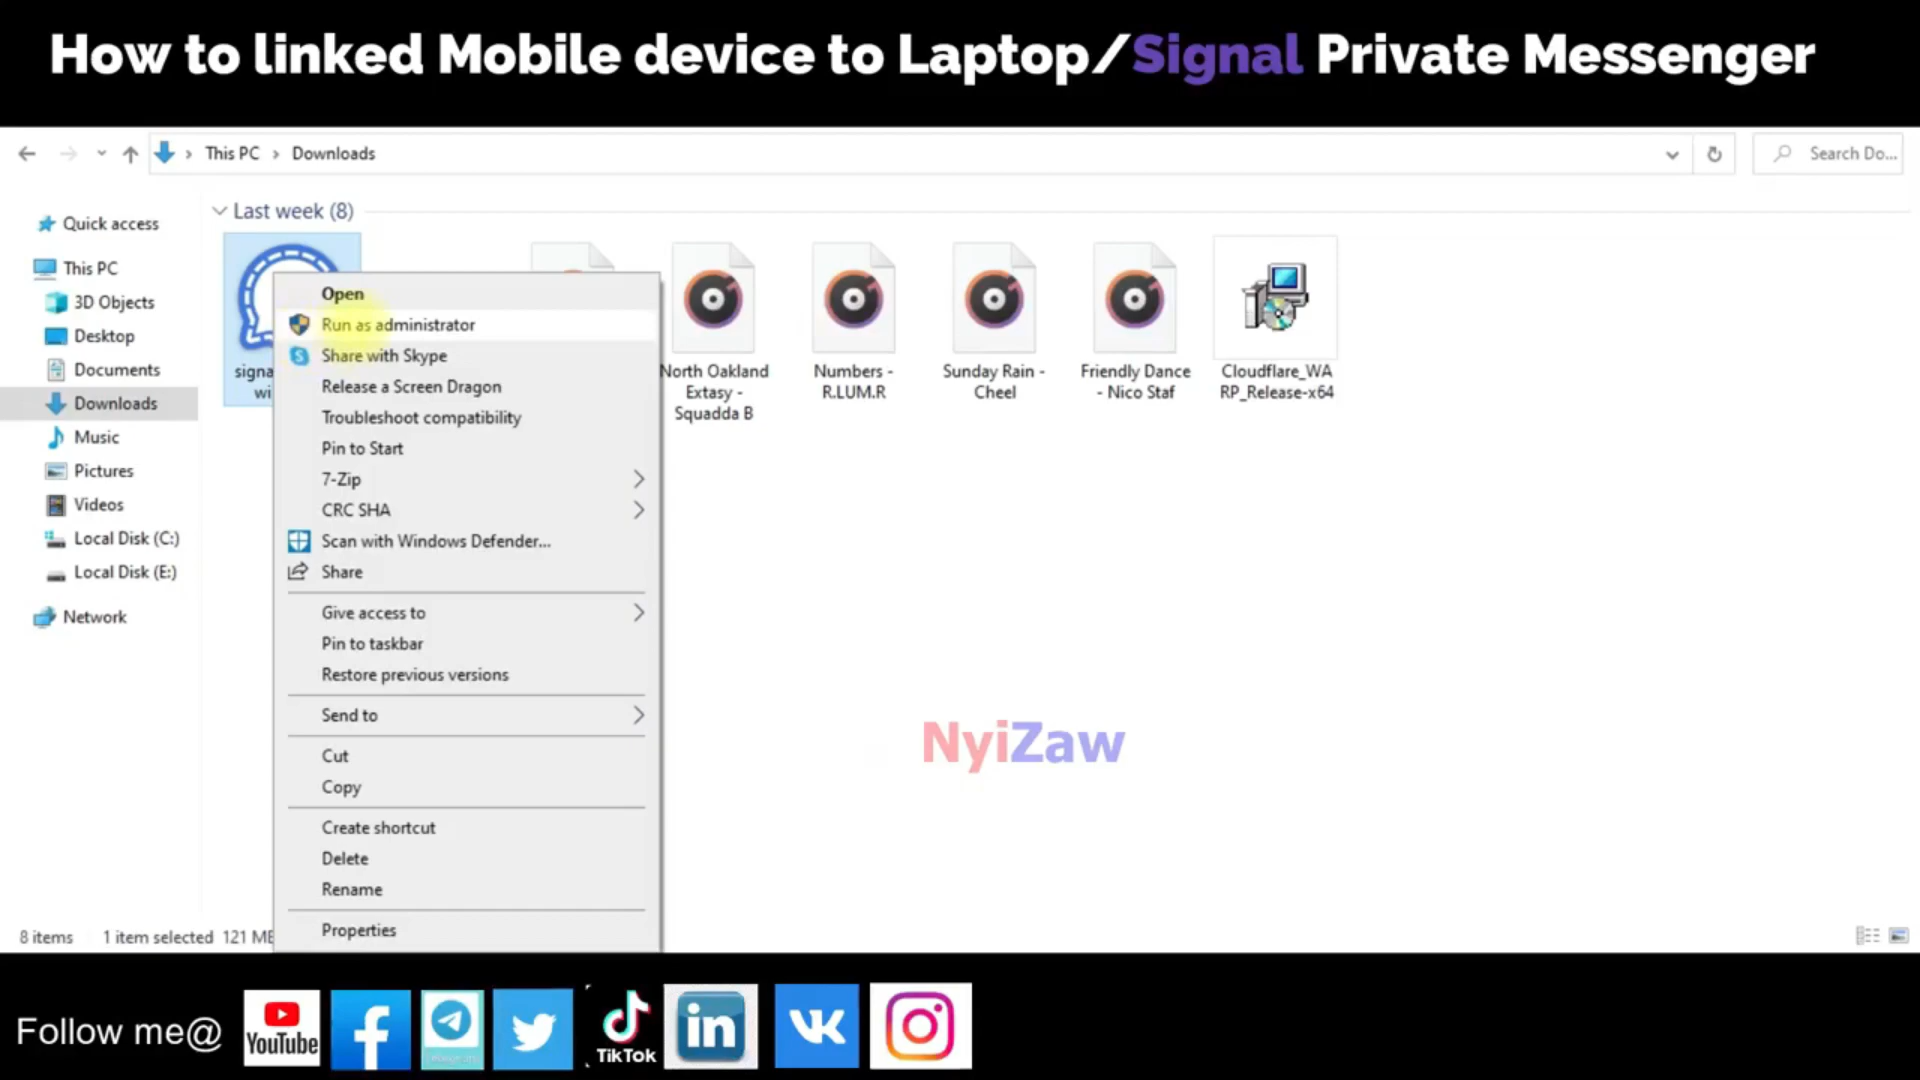 How to linked Mobile device to Laptop/Signal Private Messenger
This PC > Downloads
Search Do...
Quick access
This PC
3D Objects
Desktop
Documents
Downloads
Music
Pictures
Videos
Local Disk (C:)
Local Disk (E:)
Network
Last week (8)
signa
wi
North Oakland
Extasy -
Squadda B
Numbers -
R.LUM.R
Sunday Rain -
Cheel
Friendly Dance
- Nico Staf
Cloudflare_WA
RP_Release-x64
Open
Run as administrator
Share with Skype
Release a Screen Dragon
Troubleshoot compatibility
Pin to Start
7-Zip
CRC SHA
Scan with Windows Defender...
Share
Give access to
Pin to taskbar
Restore previous versions
Send to
Cut
Copy
Create shortcut
Delete
Rename
Properties
NyiZaw
8 items 1 item selected 121 MB
Follow me@
YouTube
TikTok
in